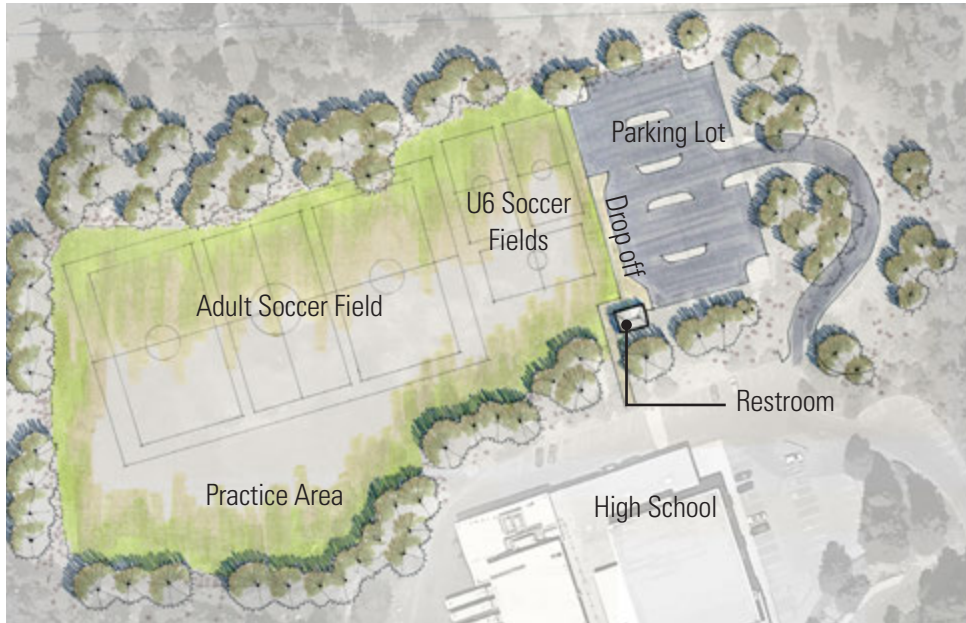 Parking Lot
U6 Soccer
Fields
Drop off
Adult Soccer Field
Restroom
Practice Area
High School